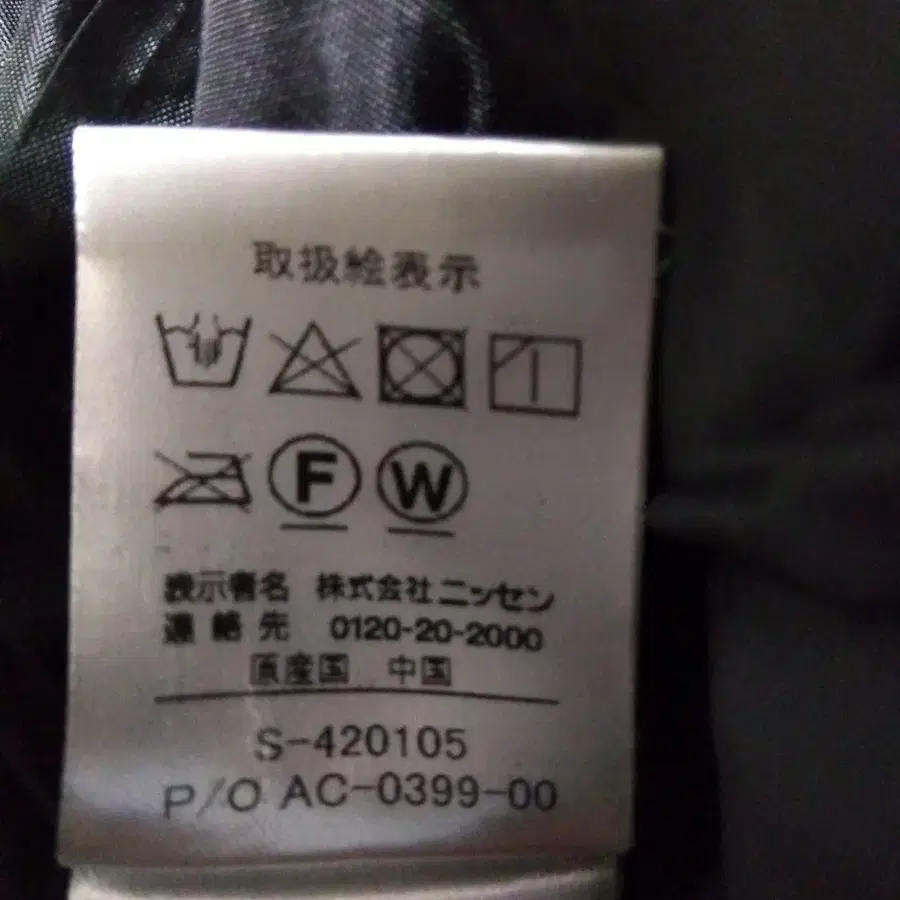 取扱絵表示
F W
表示者名 株式会社ニッセン
連絡先 0120-20-2000
原産国 中国
S-420105
P/O AC-0399-00